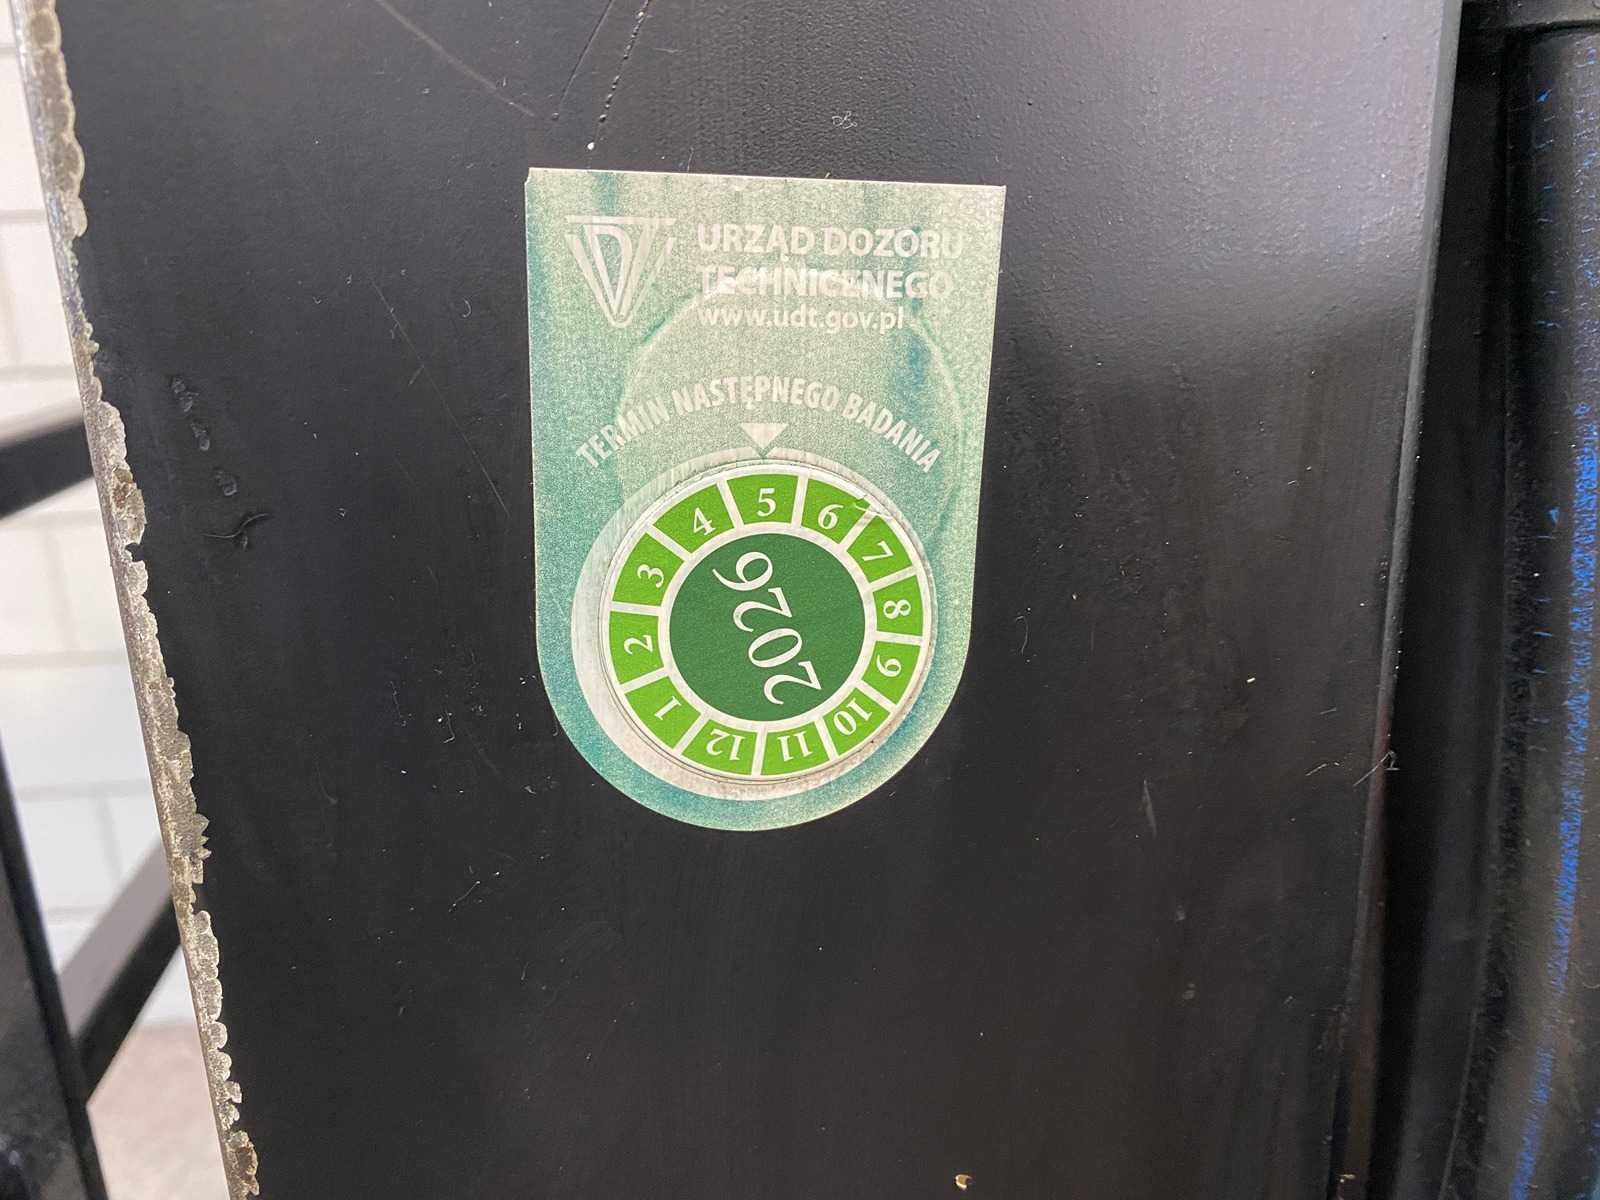 UDT
URZĄD DOZORU
TECHNICZNEGO
www.udt.gov.pl
TERMIN NASTĘPNEGO BADANIA
1 2 3 4 5 6 7 8 9 10 11 12
2026